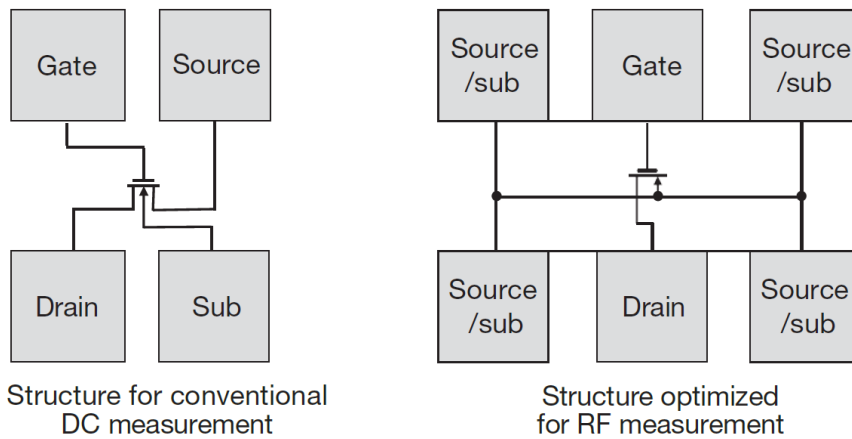 Gate
Source
Drain
Sub
Structure for conventional
DC measurement
Source
/sub
Gate
Source
/sub
Source
/sub
Drain
Source
/sub
Structure optimized
for RF measurement